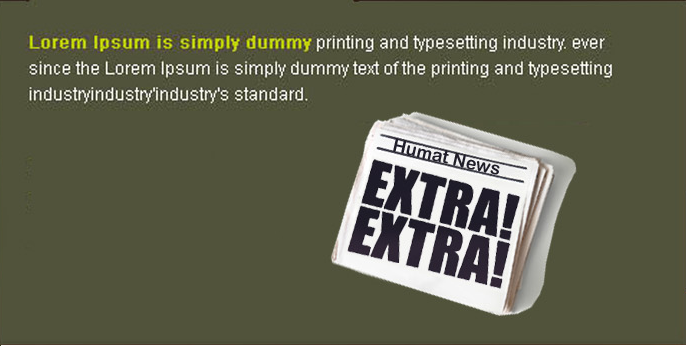 Lorem Ipsum is simply dummy printing and typesetting industry. ever
since the Lorem Ipsum is simply dummy text of the printing and typesetting
industryindustry'industry's standard.
Humat News
EXTRA!
EXTRA!